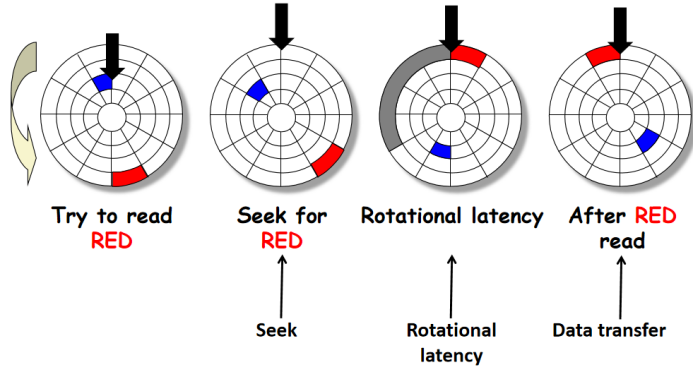 Try to read
RED
Seek for
RED
Rotational latency
After RED
read
Seek
Rotational
latency
Data transfer